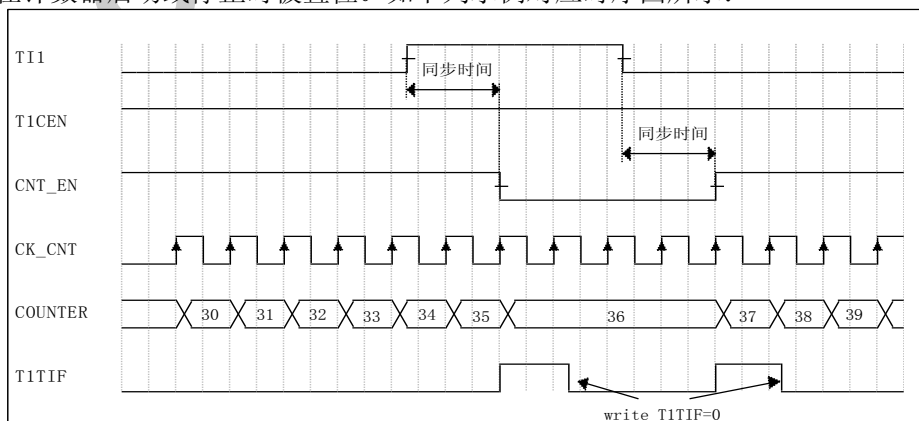 TI1
同步时间
T1CEN
同步时间
CNT_EN
CK_CNT
COUNTER 30 31 32 33 34 35 36 37 38 39
T1TIF
write T1TIF=0